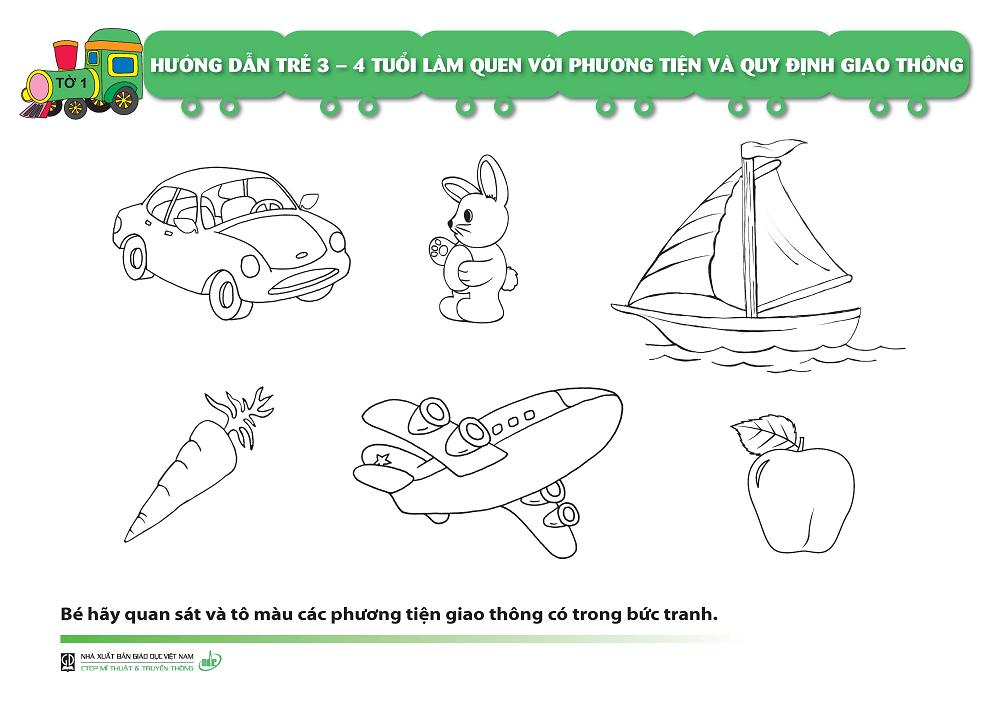 TỜ 1
HƯỚNG DẪN TRẺ 3 – 4 TUỔI LÀM QUEN VỚI PHƯƠNG TIỆN VÀ QUY ĐỊNH GIAO THÔNG
Bé hãy quan sát và tô màu các phương tiện giao thông có trong bức tranh.
NHÀ XUẤT BẢN GIÁO DỤC VIỆT NAM
CTCP MĨ THUẬT & TRUYỀN THÔNG